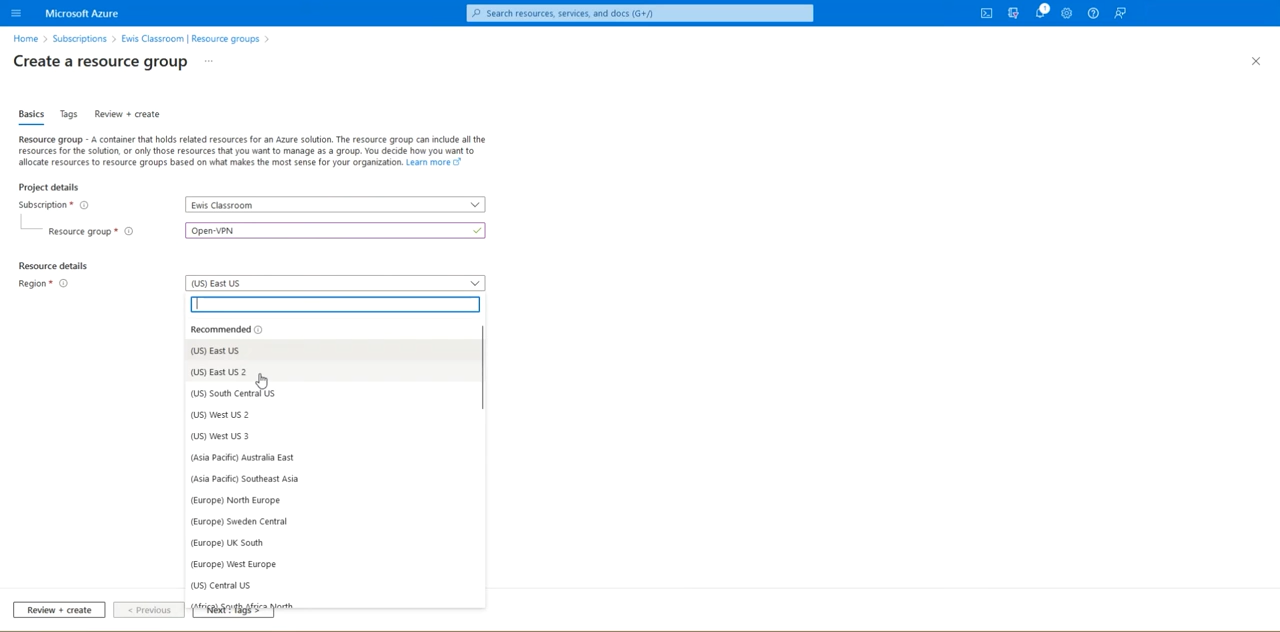 Microsoft Azure
Search resources, services, and docs (G+/)
1
Home > Subscriptions > Ewis Classroom | Resource groups >
Create a resource group ...
Basics Tags Review + create
Resource group - A container that holds related resources for an Azure solution. The resource group can include all the
resources for the solution, or only those resources that you want to manage as a group. You decide how you want to
allocate resources to resource groups based on what makes the most sense for your organization. Learn more
Project details
Subscription * Ewis Classroom
Resource group * Open-VPN
Resource details
Region * (US) East US
Recommended
(US) East US
(US) East US 2
(US) South Central US
(US) West US 2
(US) West US 3
(Asia Pacific) Australia East
(Asia Pacific) Southeast Asia
(Europe) North Europe
(Europe) Sweden Central
(Europe) UK South
(Europe) West Europe
(US) Central US
(Africa) South Africa North
Review + create < Previous Next : Tags >